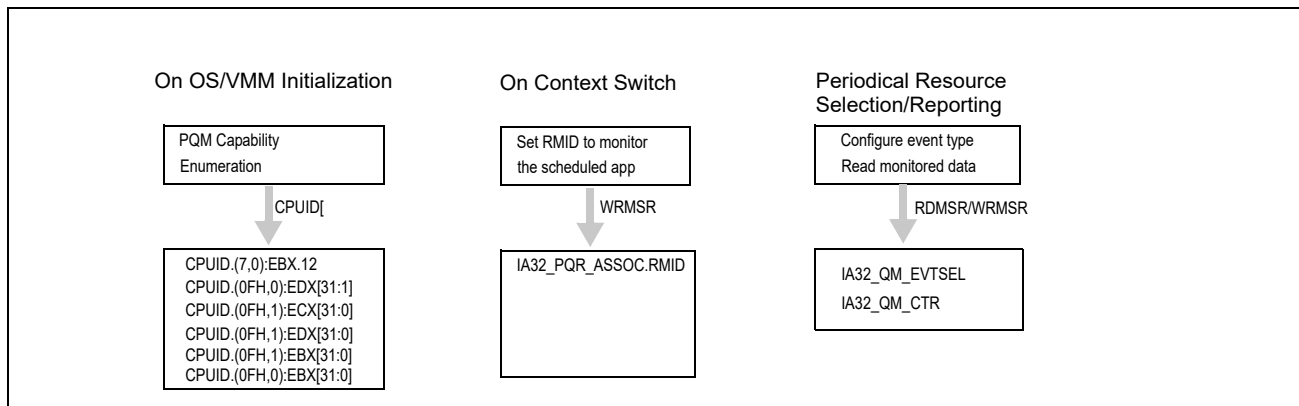 On OS/VMM Initialization
PQM Capability
Enumeration
CPUID[
CPUID.(7,0):EBX.12
CPUID.(0FH,0):EDX[31:1]
CPUID.(0FH,1):ECX[31:0]
CPUID.(0FH,1):EDX[31:0]
CPUID.(0FH,1):EBX[31:0]
CPUID.(0FH,0):EBX[31:0]
On Context Switch
Set RMID to monitor
the scheduled app
WRMSR
IA32_PQR_ASSOC.RMID
Periodical Resource
Selection/Reporting
Configure event type
Read monitored data
RDMSR/WRMSR
IA32_QM_EVTSEL
IA32_QM_CTR